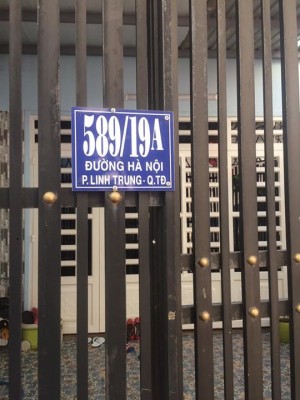 589/19A
ĐƯỜNG HÀ NỘI
P. LINH TRUNG - Q.TĐ